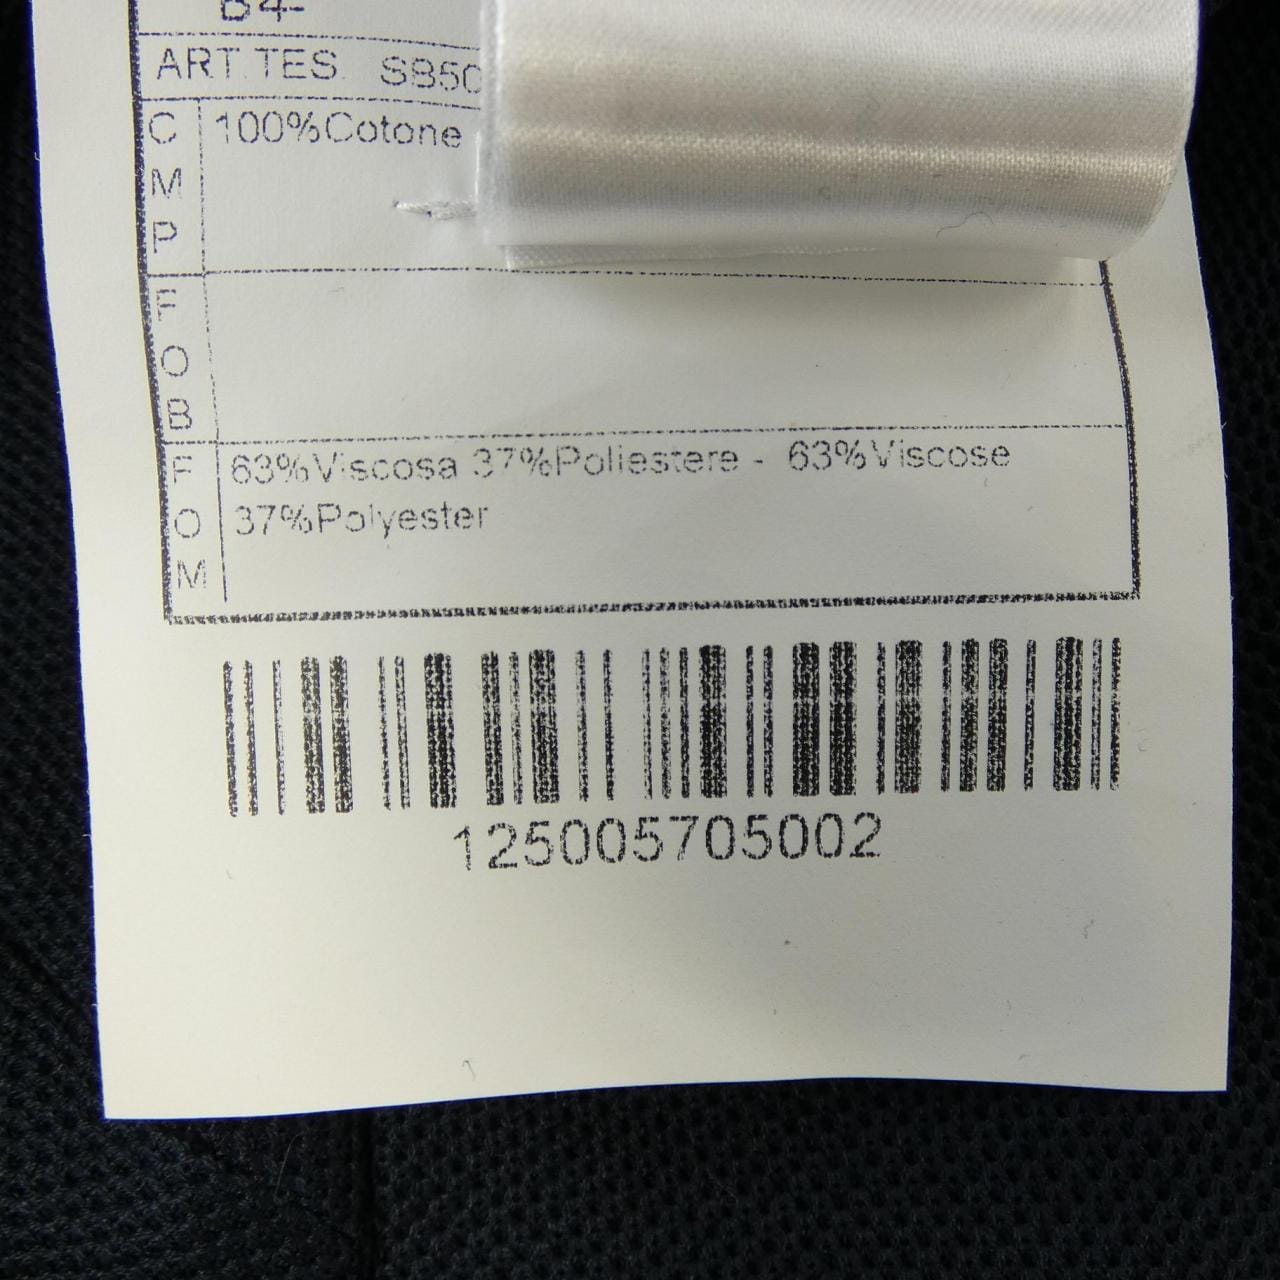 ART.TES. SB50
C 100%Cotone
M
P
F
O
B
F 63%Viscosa 37%Poliestere - 63%Viscose
O 37%Polyester
M
125005705002